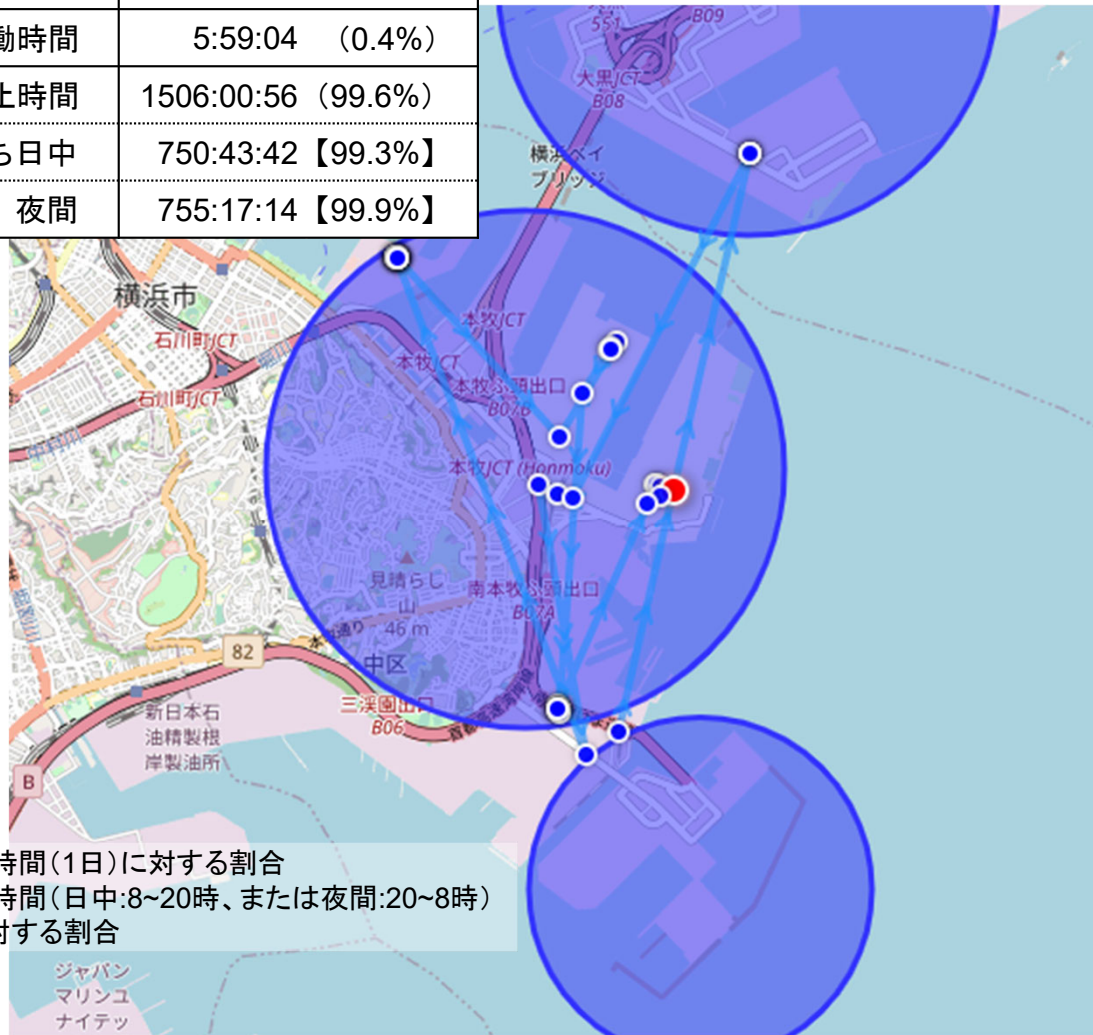 働時間 5:59:04 （0.4%）
止時間 1506:00:56 （99.6%）
ち日中 750:43:42 【99.3%】
夜間 755:17:14 【99.9%】
551
B09
大黒JCT
B08
横浜ベイ
ブリッジ
横浜市
石川町JCT
石川町JCT
本牧JCT
本牧JCT
本牧ふ頭出口
B07B
本牧JCT (Honmoku)
見晴らし
山
46 m
南本牧ふ頭出口
B07A
本牧通り
82
中区
三渓園出口
B06
新日本石
油精製根
岸製油所
B
時間（1日）に対する割合
時間（日中:8~20時、または夜間:20~8時）
対する割合
ジャパン
マリンユ
ナイテッ